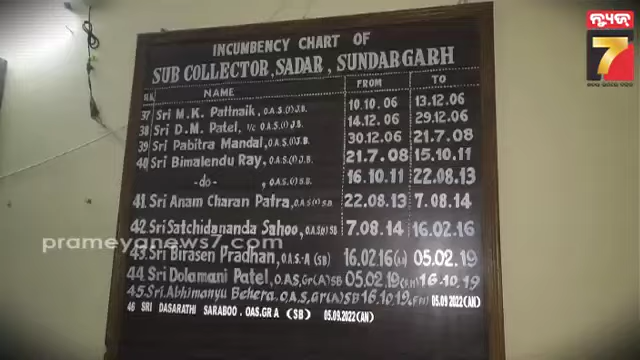 ନ୍ୟୁଜ୍
7
INCUMBENCY CHART OF
SUB COLLECTOR, SADAR, SUNDARGARH
NAME FROM TO
37 Sri M.K. Pattnaik, O.A.S.(I) J.B. 10.10.06 13.12.06
38 Sri D.M. Patel, I/c O.A.S.(I) J.B. 14.12.06 29.12.06
39 Sri Pabitra Mandal, O.A.S.(I) J.B. 30.12.06 21.7.08
40 Sri Bimalendu Ray, O.A.S.(I) J.B. 21.7.08 15.10.11
-do- , O.A.S.(I) S.B. 16.10.11 22.08.13
41 Sri Anam Charan Patra, O.A.S S.B. 22.08.13 7.08.14
42 Sri Satchidananda Sahoo, O.A.S SB 7.08.14 16.02.16
prameyanews7.com
43 Sri Birasen Pradhan, O.A.S.-A (SB) 16.02.16 05.02.19
44 Sri Dolamani Patel, O.A.S, Gr(A) SB 05.02.19 16.10.19
45 Sri. Abhimanyu Behera, O.A.S, Gr(A) SB 16.10.19 05.09.2022(AN)
46 SRI DASARATHI SARABOO . OAS.GR A (SB) 05.09.2022(AN)